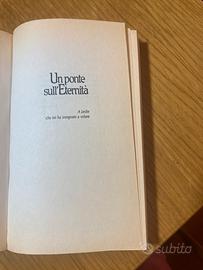 Un ponte
sull'Eternità
A Leslie
che mi ha insegnato a volare
subito